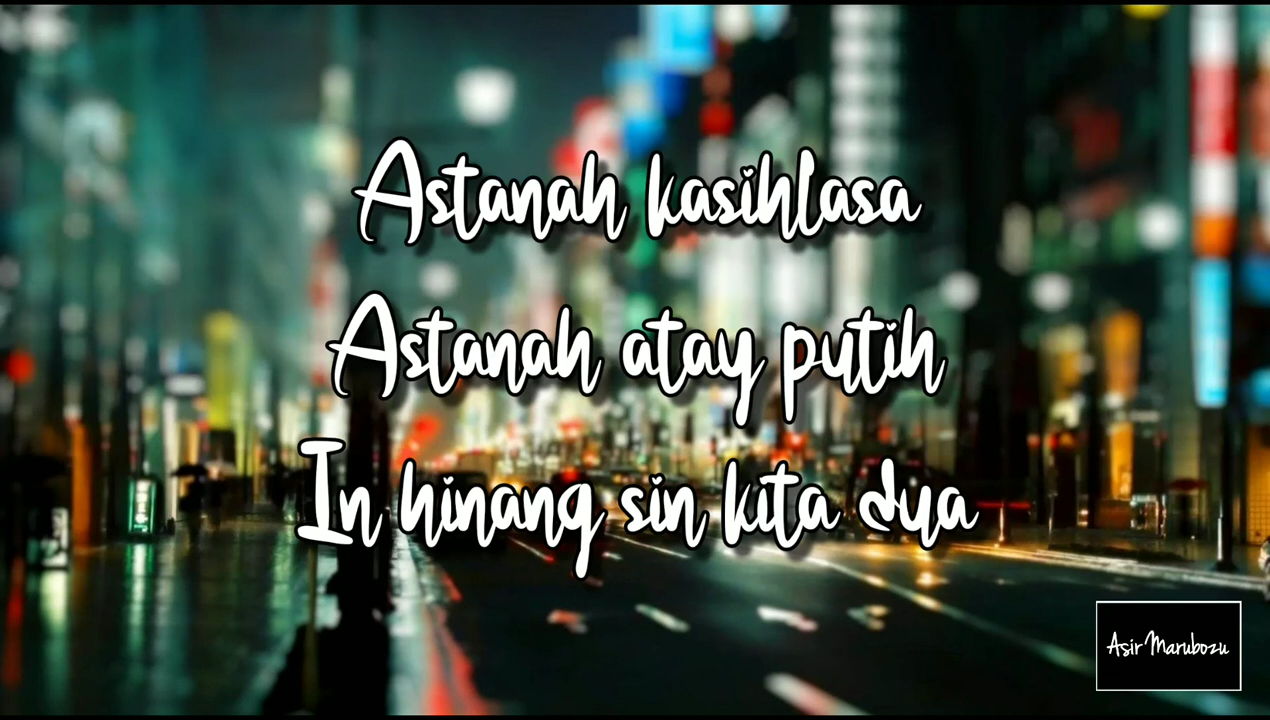 Astanah kasihlasa
Astanah atay putih
In hinang sin kita dua
Asir Marubozu